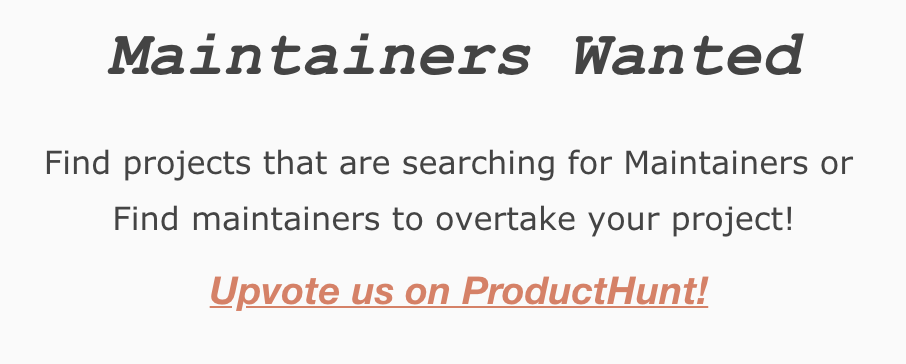 Maintainers Wanted
Find projects that are searching for Maintainers or
Find maintainers to overtake your project!
Upvote us on ProductHunt!